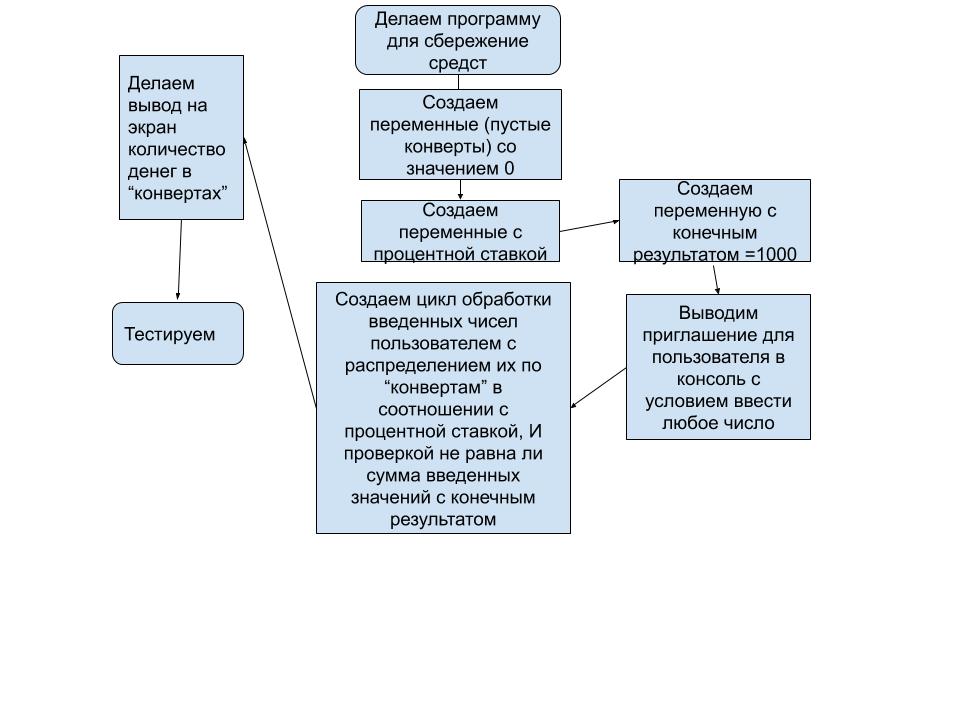 Делаем программу
для сбережение
средст
Создаем
переменные (пустые
конверты) со
значением 0
Создаем
переменные с
процентной ставкой
Создаем
переменную с
конечным
результатом =1000
Выводим
приглашение для
пользователя в
консоль с
условием ввести
любое число
Создаем цикл обработки
введенных чисел
пользователем с
распределением их по
“конвертам” в
соотношении с
процентной ставкой, И
проверкой не равна ли
сумма введенных
значений с конечным
результатом
Делаем
вывод на
экран
количество
денег в
“конвертах”
Тестируем